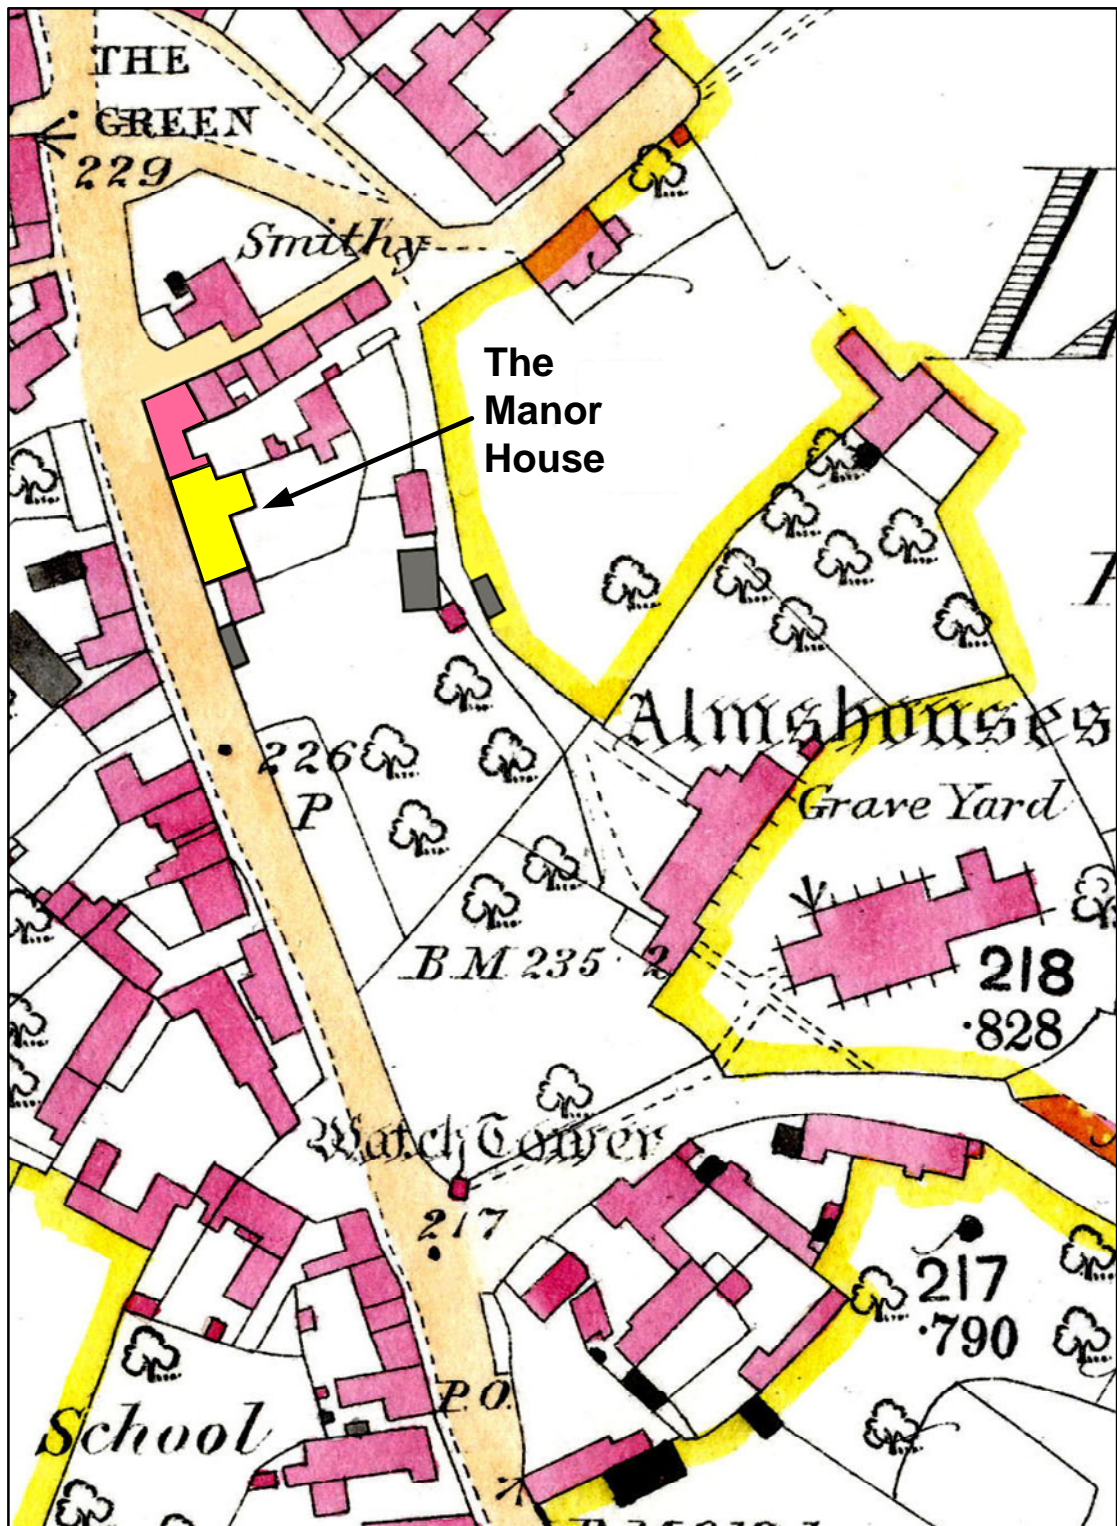 THE
GREEN
229
Smithy
The
Manor
House
Almshouses
226
P
Grave Yard
BM 235·2
218
·828
Watch Tower
217
217
·790
P.O.
School